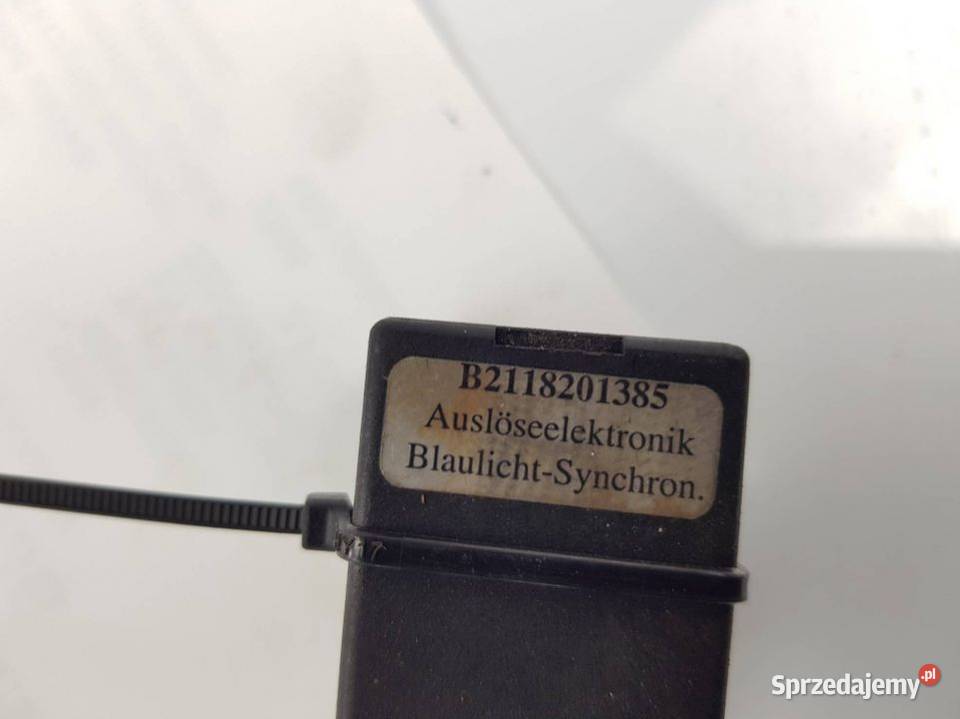 B2118201385
Auslöseelektronik
Blaulicht-Synchron.
Sprzedajemy.pl